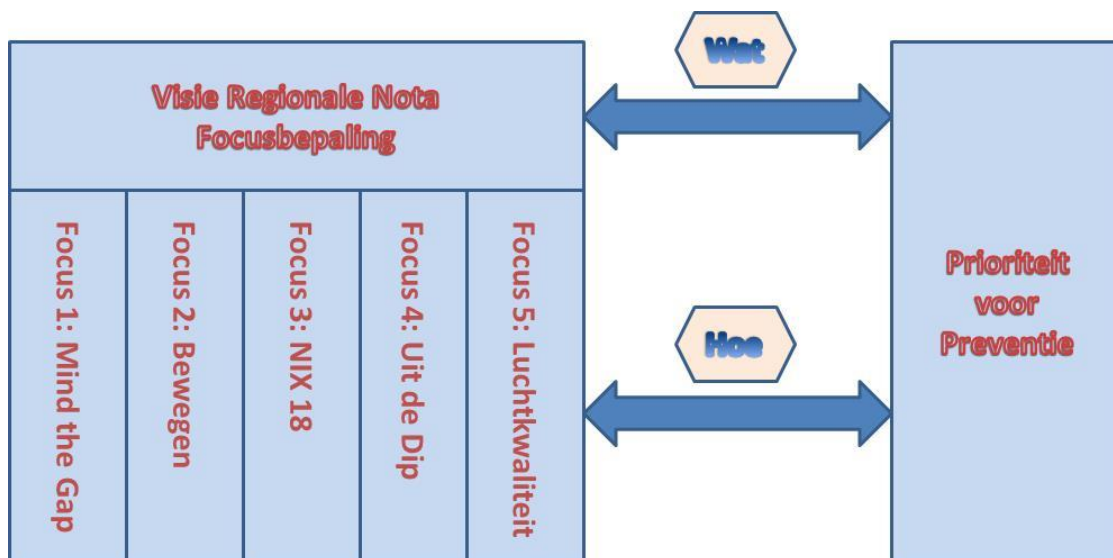 Visie Regionale Nota
Focusbepaling
Focus 1: Mind the
Gap
Focus 2: Bewegen
Focus 3: NIX 18
Focus 4: Uit de Dip
Focus 5: Luchtkwaliteit
Wat
Hoe
Prioriteit
voor
Preventie